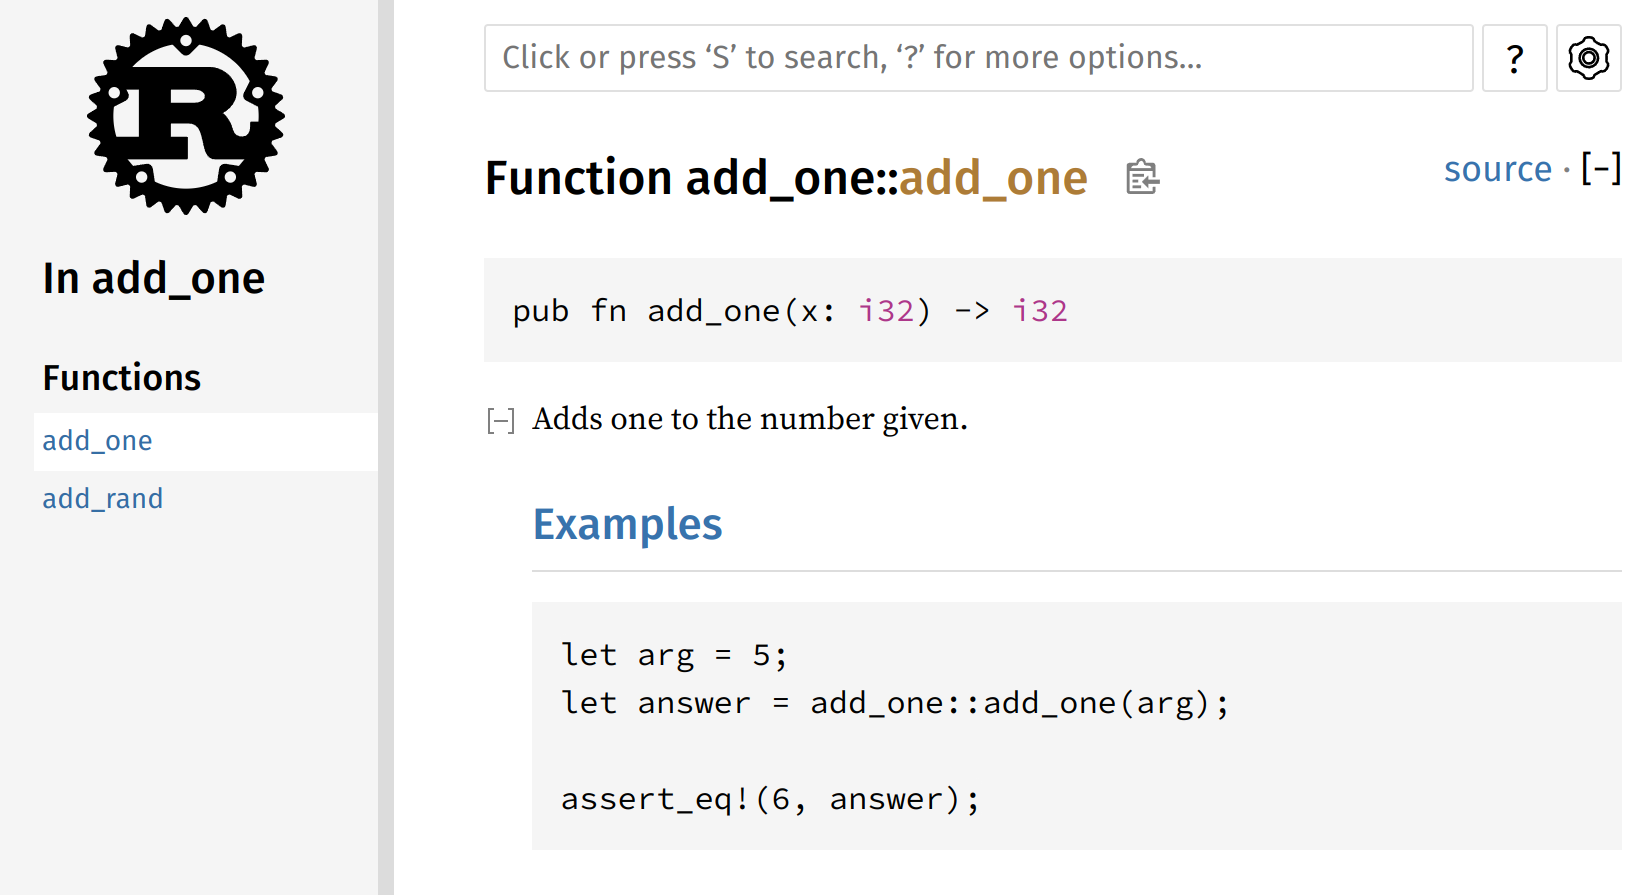 R
In add_one
Functions
add_one
add_rand
Click or press ‘S’ to search, ‘?’ for more options…
?
Function add_one::add_one
source · [-]
pub fn add_one(x: i32) -> i32
[-] Adds one to the number given.
Examples
let arg = 5;
let answer = add_one::add_one(arg);
assert_eq!(6, answer);